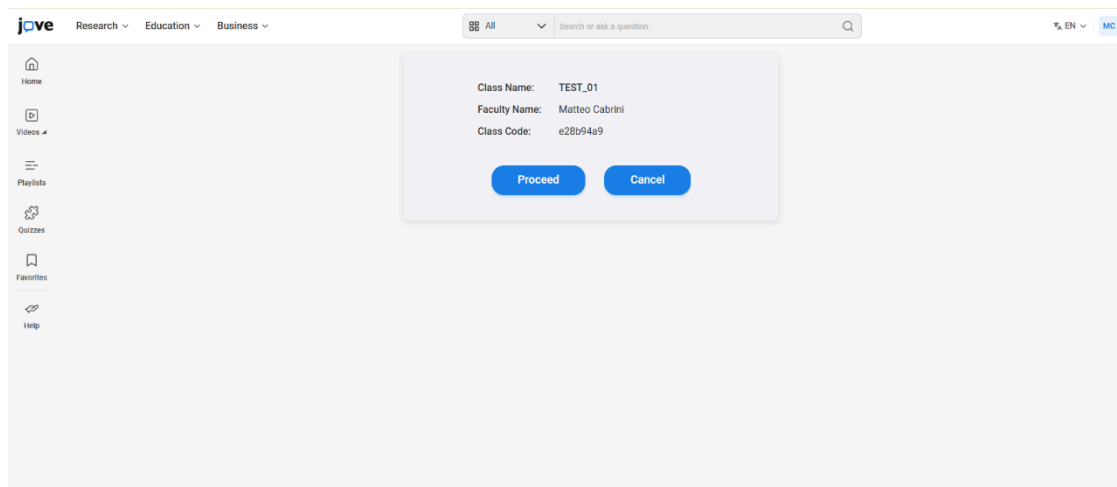 jove Research Education Business All Search or ask a question EN MC
Home
Videos
Playlists
Quizzes
Favorites
Help
Class Name: TEST_01
Faculty Name: Matteo Cabrini
Class Code: e28b94a9
Proceed Cancel